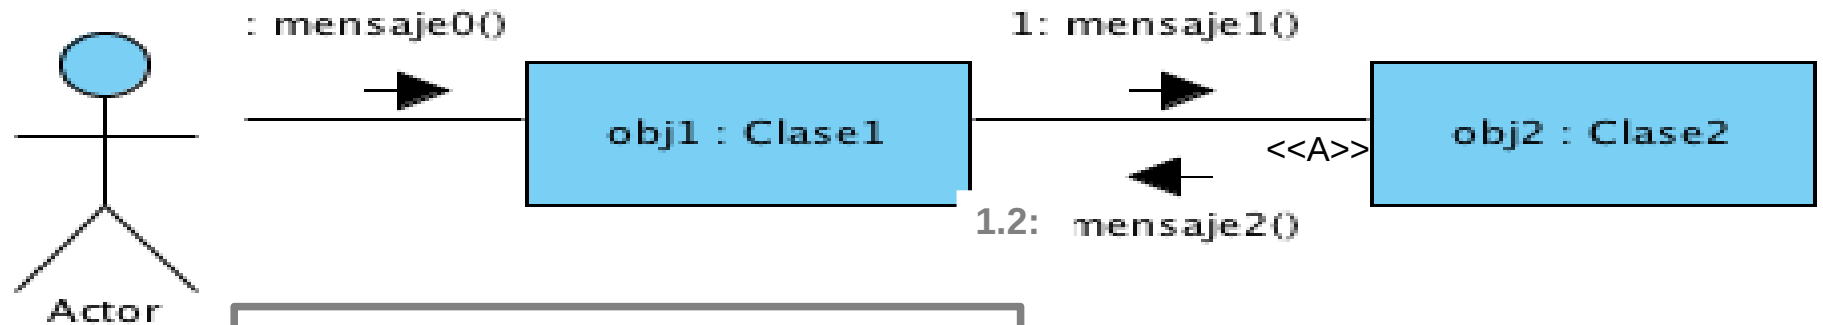 : mensaje0()
1: mensaje1()
obj1 : Clase1
obj2 : Clase2
<<A>>
1.2: mensaje2()
Actor